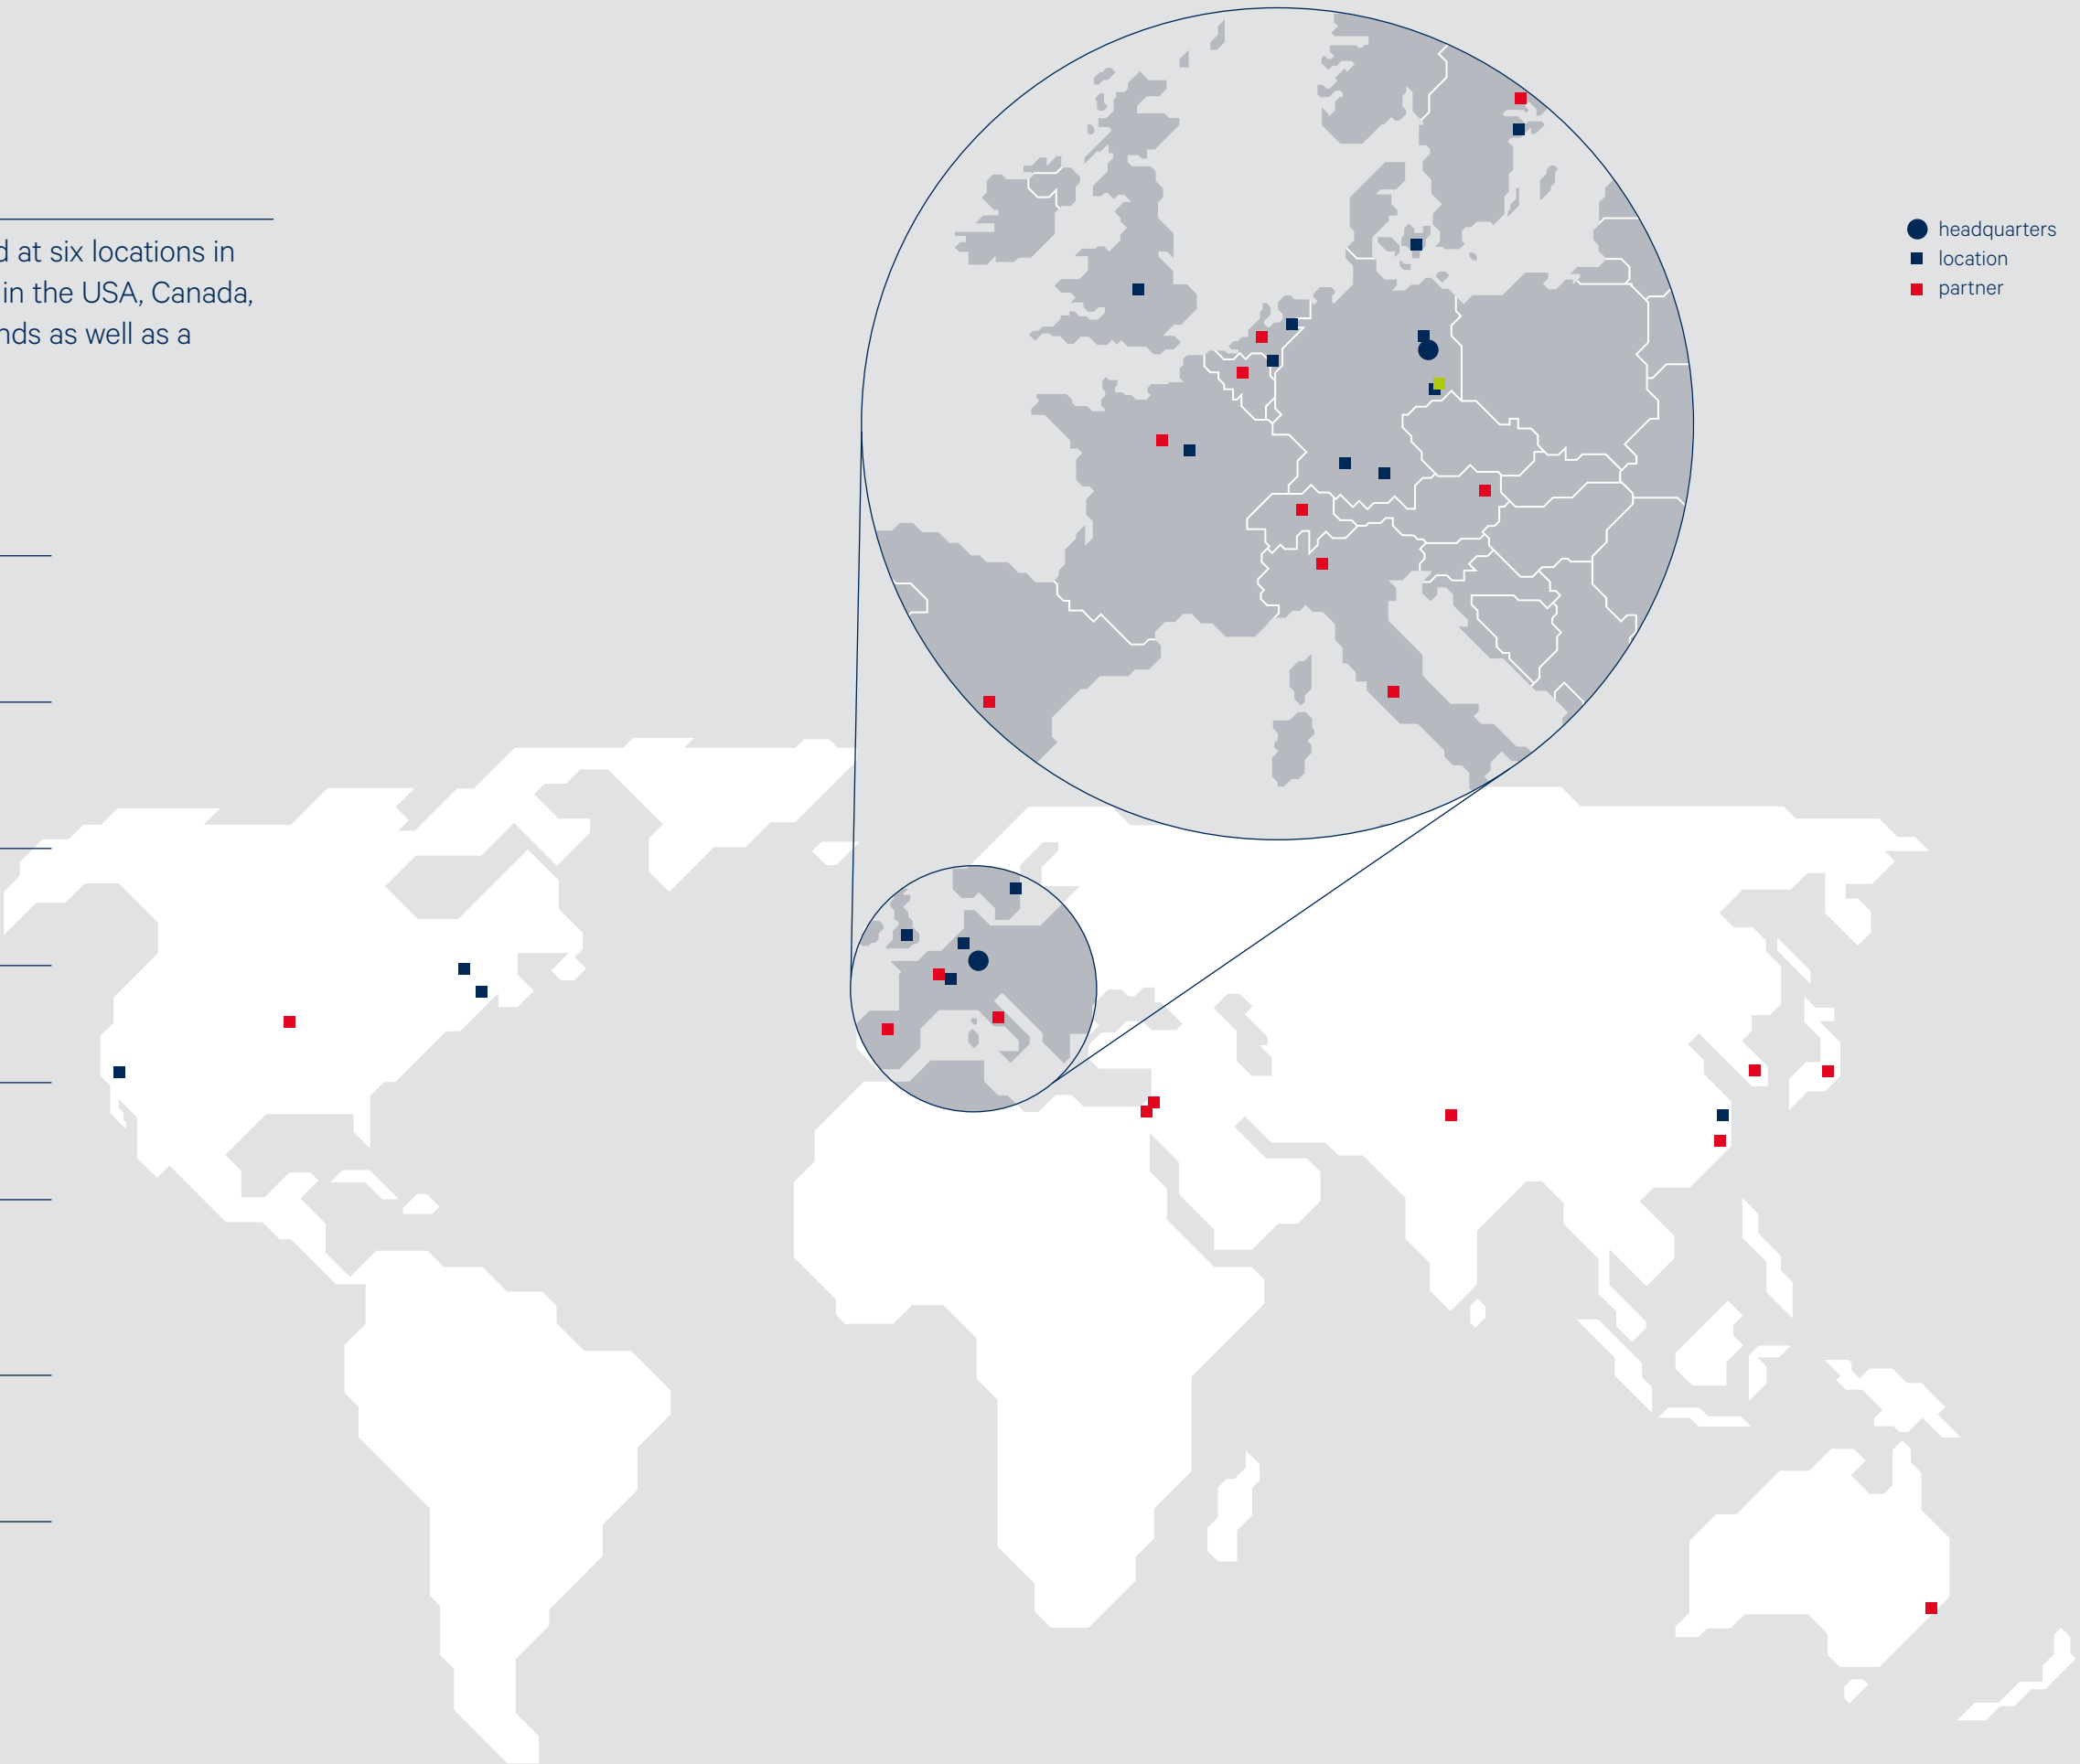 d at six locations in
in the USA, Canada,
nds as well as a
headquarters
location
partner